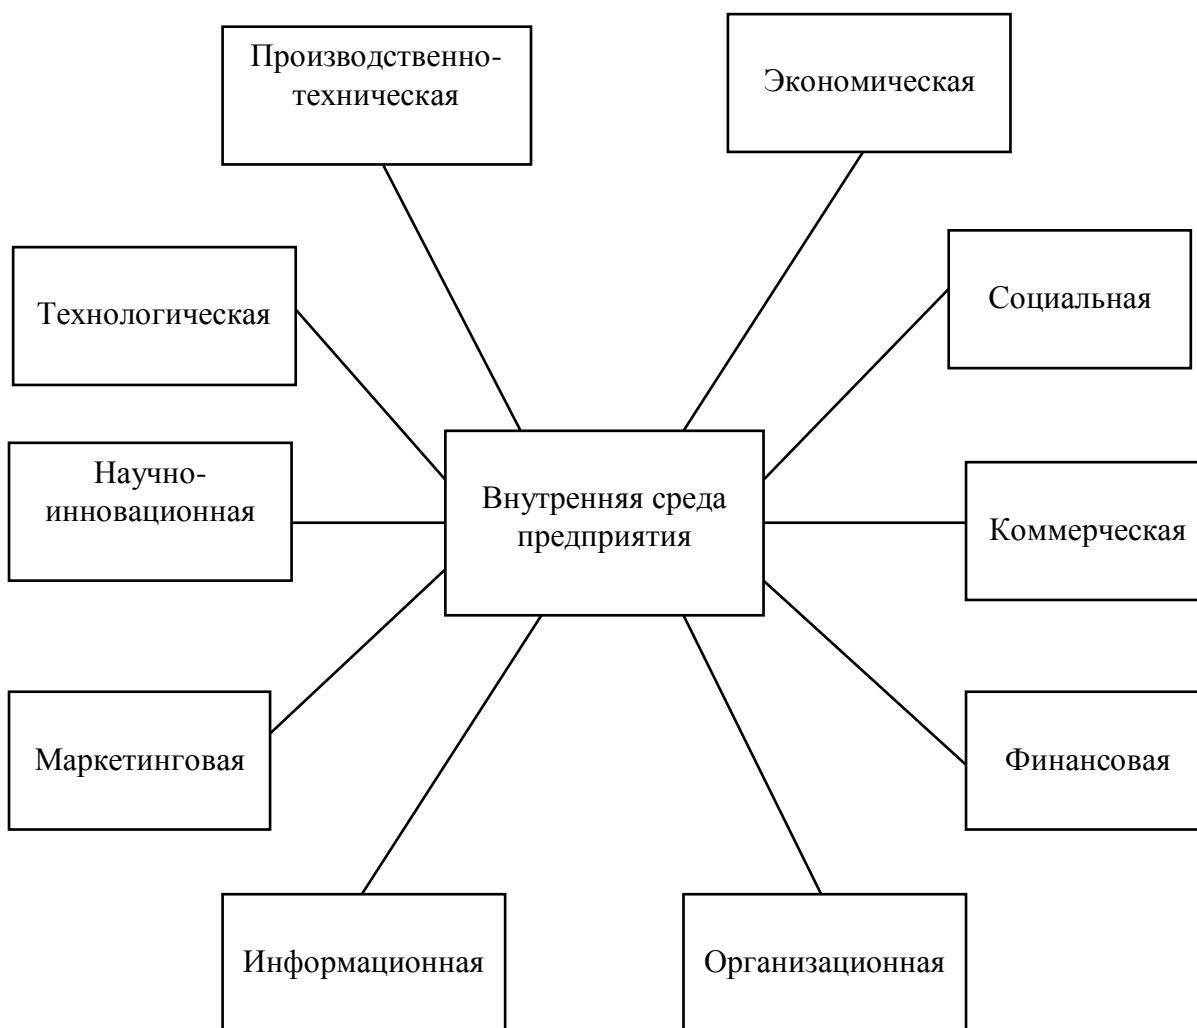 Производственно-
техническая
Экономическая
Технологическая
Социальная
Научно-
инновационная
Внутренняя среда
предприятия
Коммерческая
Маркетинговая
Финансовая
Информационная
Организационная